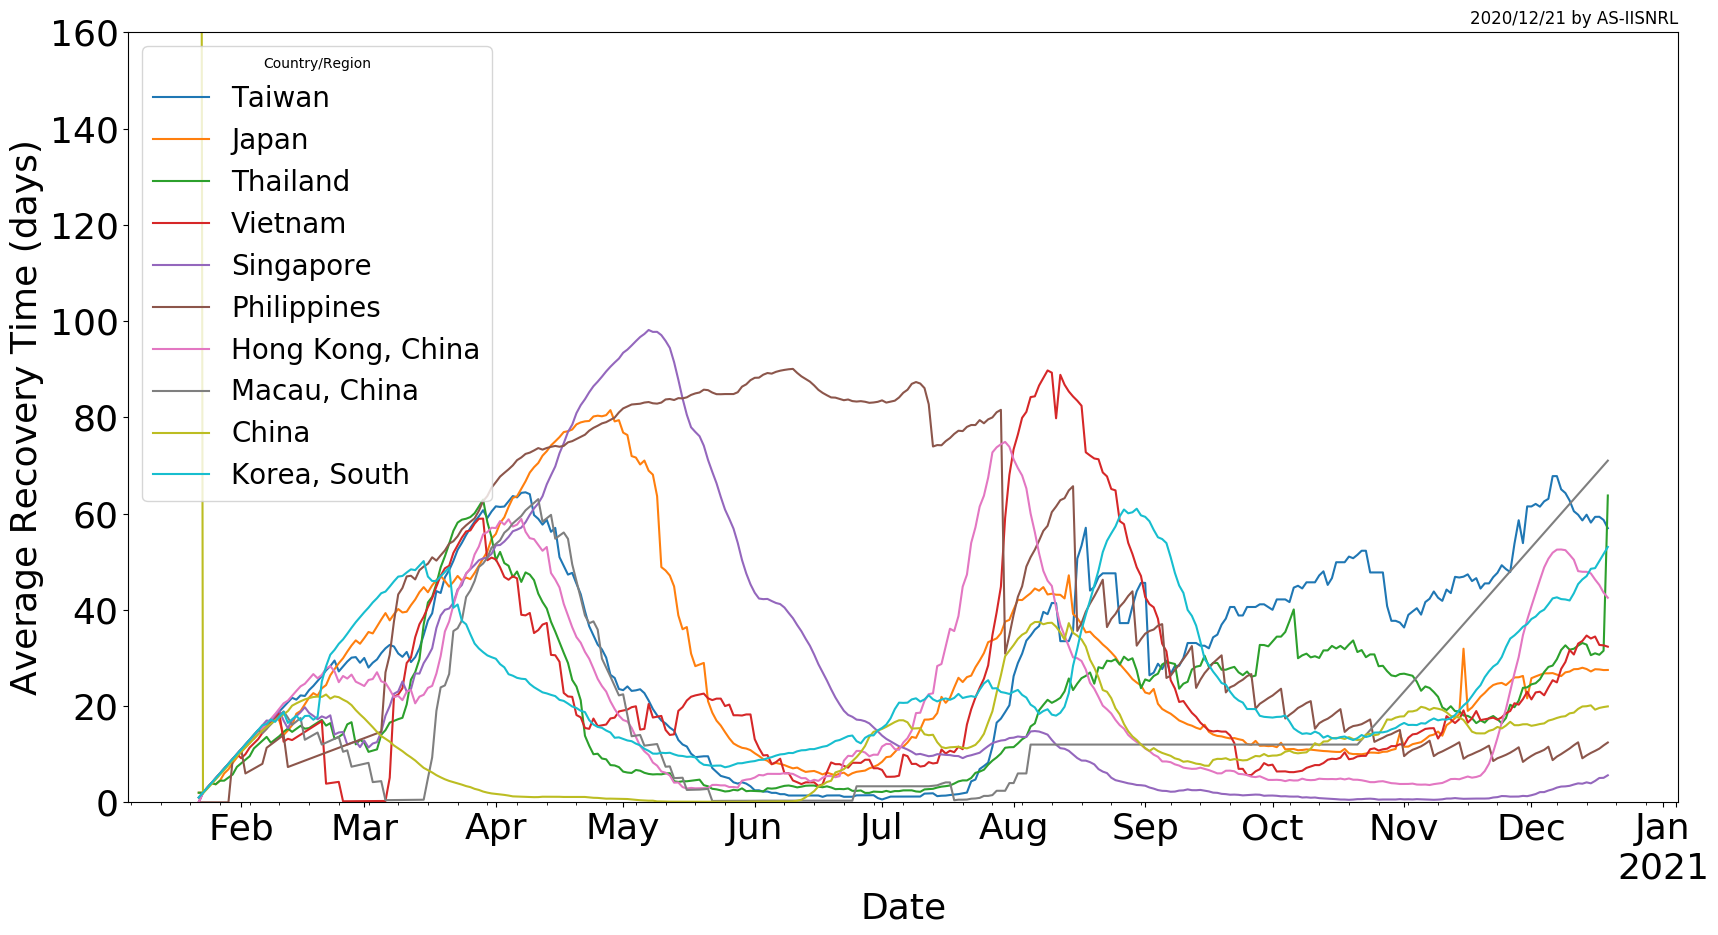 2020/12/21 by AS-IISNRL
Average Recovery Time (days)
160
140
120
100
80
60
40
20
0
Country/Region
Taiwan
Japan
Thailand
Vietnam
Singapore
Philippines
Hong Kong, China
Macau, China
China
Korea, South
Feb Mar Apr May Jun Jul Aug Sep Oct Nov Dec Jan
2021
Date